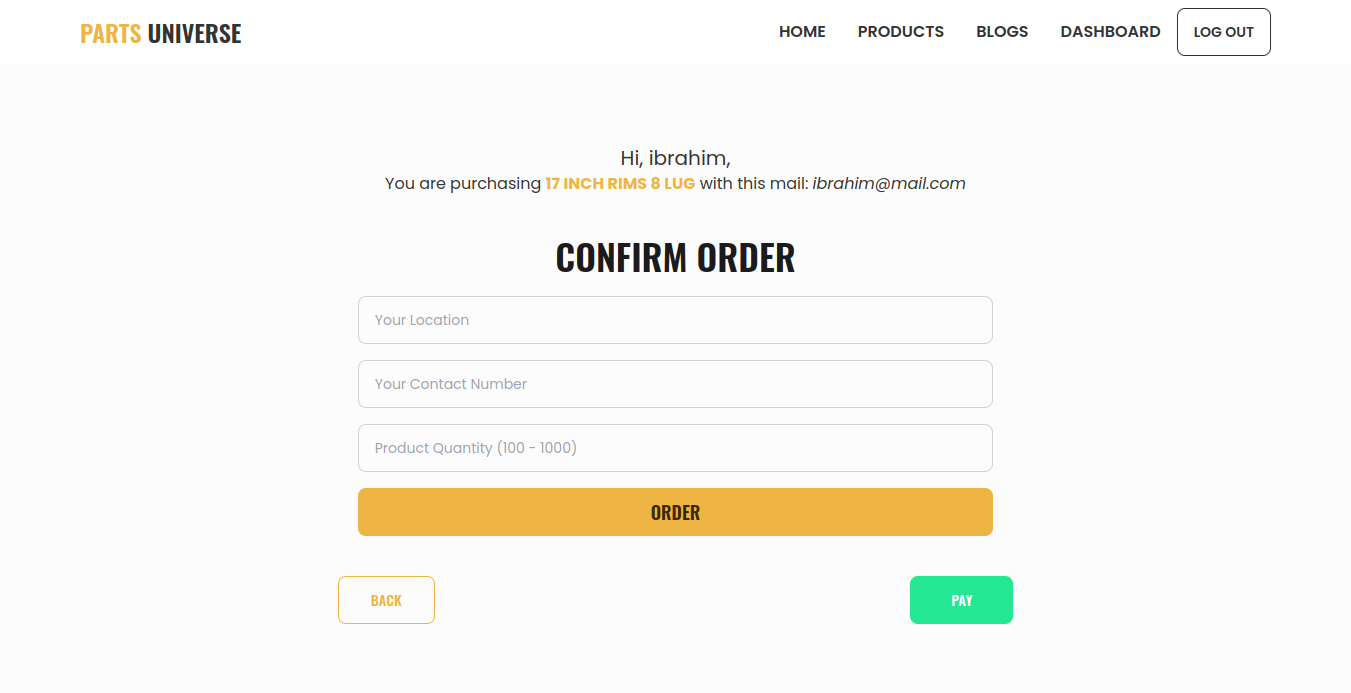 PARTS UNIVERSE HOME PRODUCTS BLOGS DASHBOARD LOG OUT
Hi, ibrahim,
You are purchasing 17 INCH RIMS 8 LUG with this mail: ibrahim@mail.com
CONFIRM ORDER
Your Location
Your Contact Number
Product Quantity (100 - 1000)
ORDER
BACK PAY